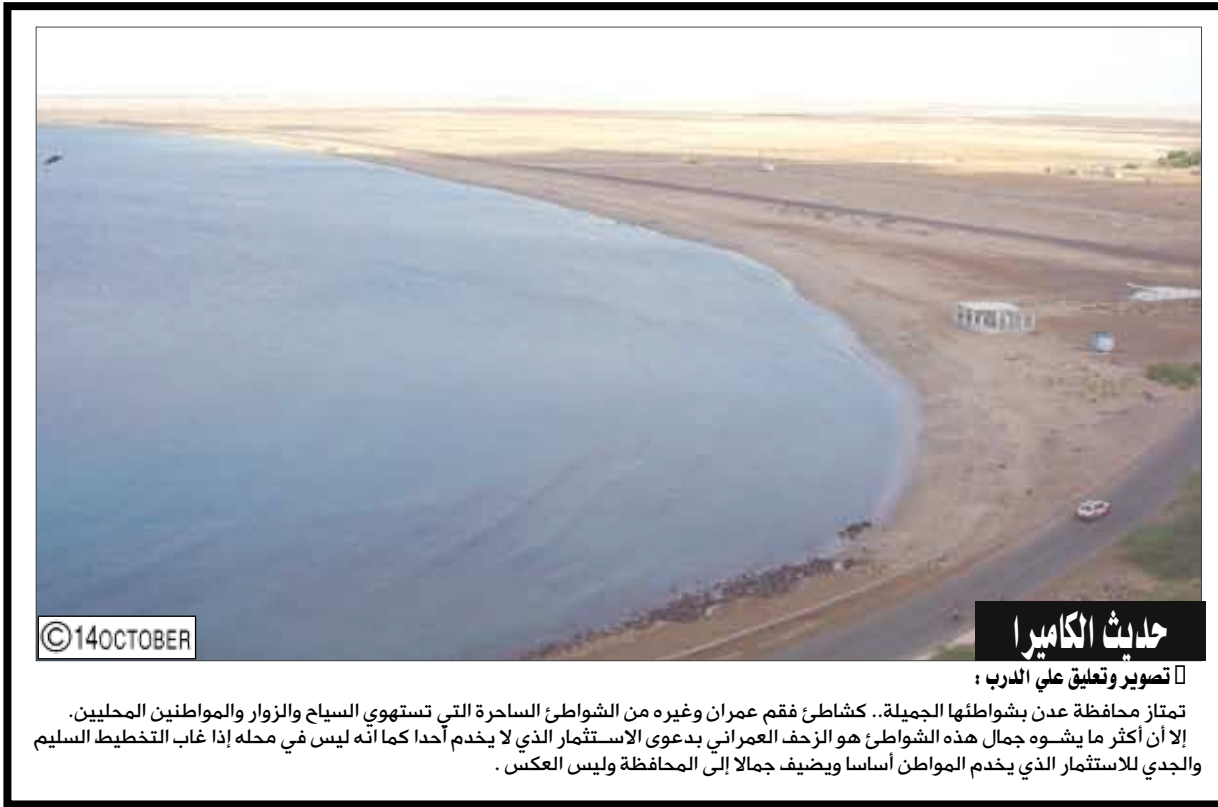 ©14OCTOBER
حديث الكاميرا
تصوير وتعليق علي الدرب :
تمتاز محافظة عدن بشواطئها الجميلة.. كشاطئ فقم عمران وغيره من الشواطئ الساحرة التي تستهوي السياح والزوار والمواطنين المحليين.
إلا أن أكثر ما يشــوه جمال هذه الشواطئ هو الزحف العمراني بدعوى الاســتثمار الذي لا يخدم أحدا كما انه ليس في محله إذا غاب التخطيط السليم
والجدي للاستثمار الذي يخدم المواطن أساسا ويضيف جمالا إلى المحافظة وليس العكس .